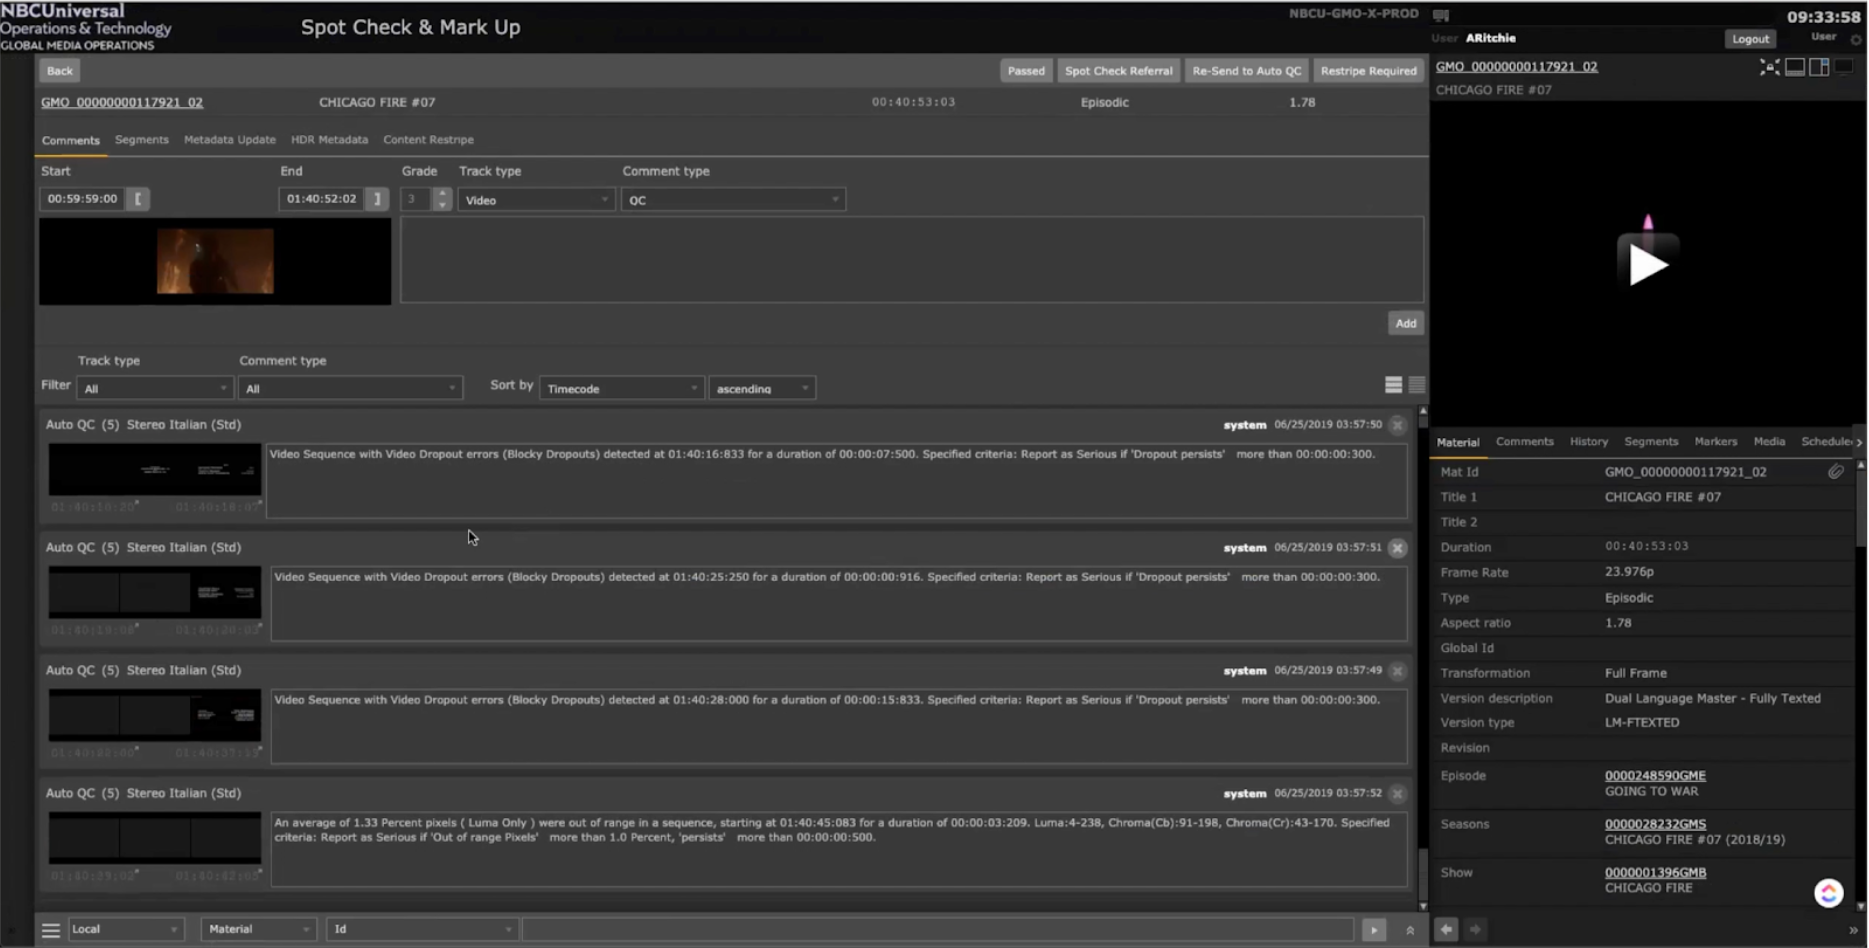 NBCUniversal
Operations & Technology
GLOBAL MEDIA OPERATIONS
Spot Check & Mark Up
NBCU-GMO-X-PROD
09:33:58
User ARitchie
Logout
User
Back
Passed
Spot Check Referral
Re-Send to Auto QC
Restripe Required
GMO_00000000117921_02
CHICAGO FIRE #07
00:40:53:03
Episodic
1.78
Comments
Segments
Metadata Update
HDR Metadata
Content Restripe
Start
End
Grade
Track type
Comment type
00:59:59:00
[
01:40:52:02
]
3
Video
QC
Add
Track type
Comment type
Filter
All
All
Sort by
Timecode
ascending
Auto QC (5) Stereo Italian (Std)
system 06/25/2019 03:57:50
Video Sequence with Video Dropout errors (Blocky Dropouts) detected at 01:40:16:833 for a duration of 00:00:07:500. Specified criteria: Report as Serious if 'Dropout persists' more than 00:00:00:300.
Auto QC (5) Stereo Italian (Std)
system 06/25/2019 03:57:51
Video Sequence with Video Dropout errors (Blocky Dropouts) detected at 01:40:25:250 for a duration of 00:00:00:916. Specified criteria: Report as Serious if 'Dropout persists' more than 00:00:00:300.
Auto QC (5) Stereo Italian (Std)
system 06/25/2019 03:57:49
Video Sequence with Video Dropout errors (Blocky Dropouts) detected at 01:40:28:000 for a duration of 00:00:15:833. Specified criteria: Report as Serious if 'Dropout persists' more than 00:00:00:300.
Auto QC (5) Stereo Italian (Std)
system 06/25/2019 03:57:52
An average of 1.33 Percent pixels ( Luma Only ) were out of range in a sequence, starting at 01:40:45:083 for a duration of 00:00:03:209. Luma:4-238, Chroma(Cb):91-198, Chroma(Cr):43-170. Specified
criteria: Report as Serious if 'Out of range Pixels' more than 1.0 Percent, 'persists' more than 00:00:00:500.
Local
Material
Id
GMO_00000000117921_02
CHICAGO FIRE #07
Material
Comments
History
Segments
Markers
Media
Schedule
Mat Id GMO_00000000117921_02
Title 1 CHICAGO FIRE #07
Title 2
Duration 00:40:53:03
Frame Rate 23.976p
Type Episodic
Aspect ratio 1.78
Global Id
Transformation Full Frame
Version description Dual Language Master - Fully Texted
Version type LM-FTEXTED
Revision
Episode 0000248590GME
GOING TO WAR
Seasons 0000028232GMS
CHICAGO FIRE #07 (2018/19)
Show 0000001396GMB
CHICAGO FIRE